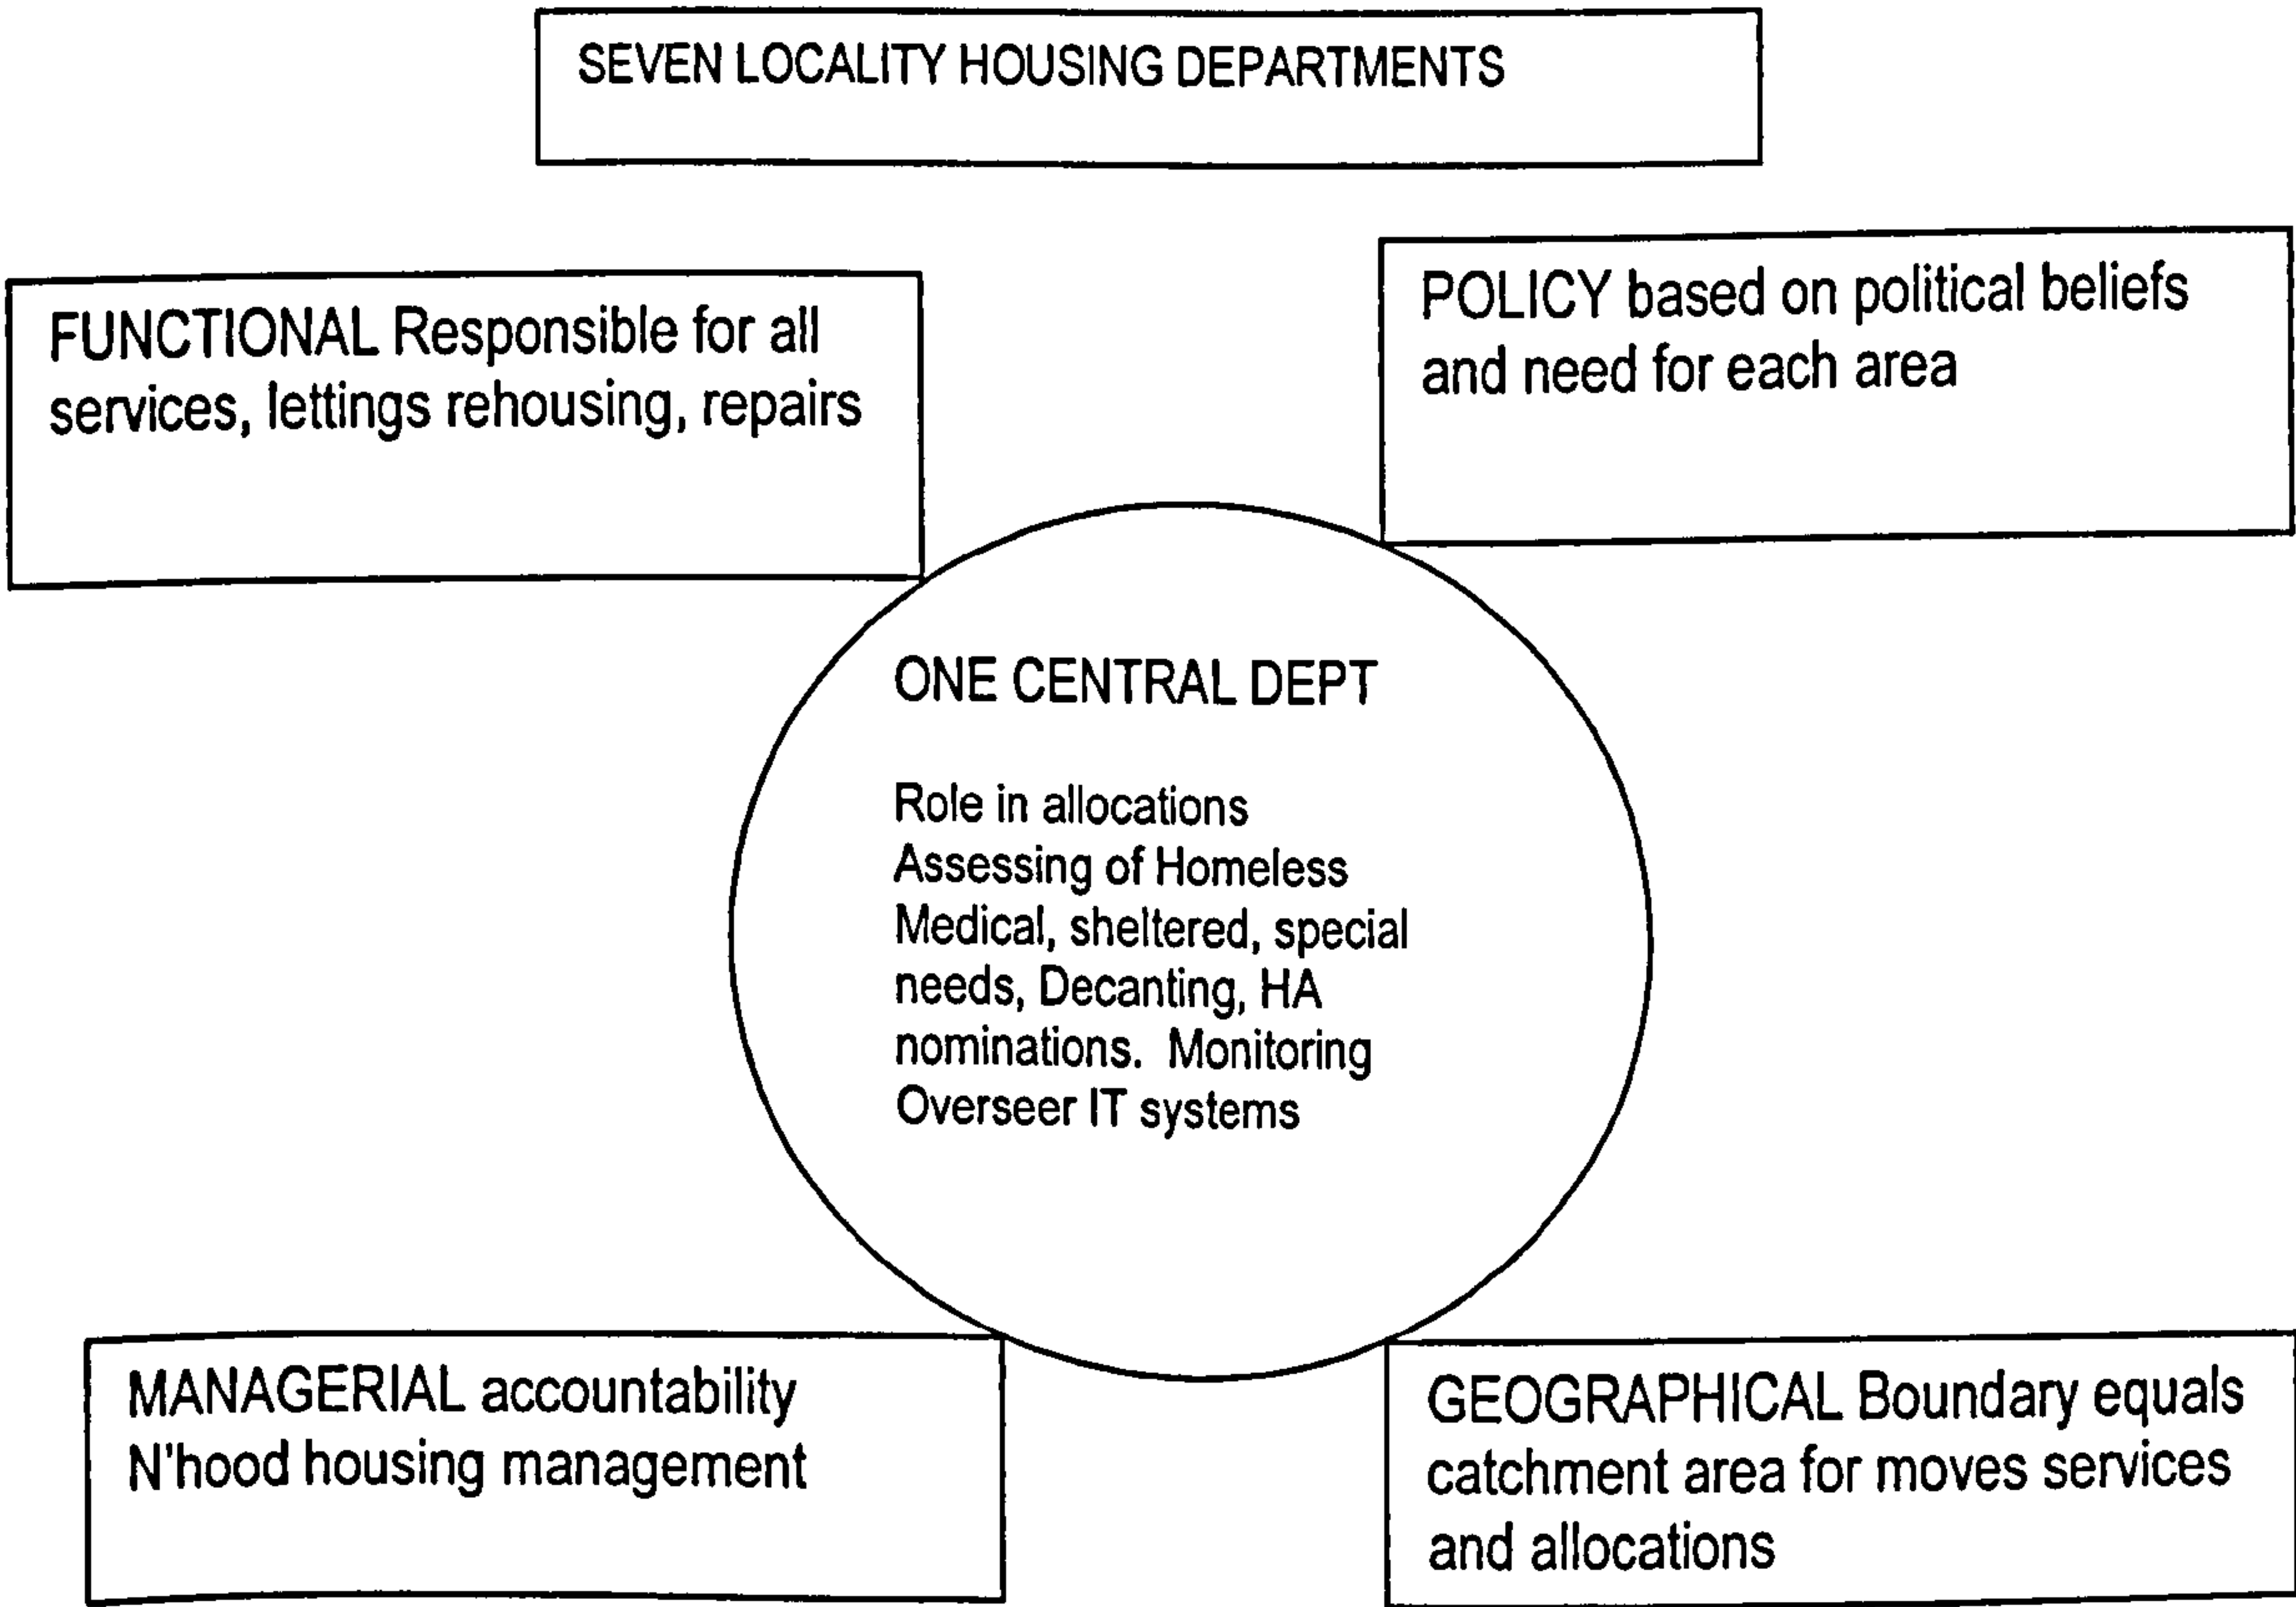 SEVEN LOCALITY HOUSING DEPARTMENTS
FUNCTIONAL Responsible for all
services, lettings rehousing, repairs
POLICY based on political beliefs
and need for each area
ONE CENTRAL DEPT
Role in allocations
Assessing of Homeless
Medical, sheltered, special
needs, Decanting, HA
nominations.  Monitoring
Overseer IT systems
MANAGERIAL accountability
N'hood housing management
GEOGRAPHICAL Boundary equals
catchment area for moves services
and allocations